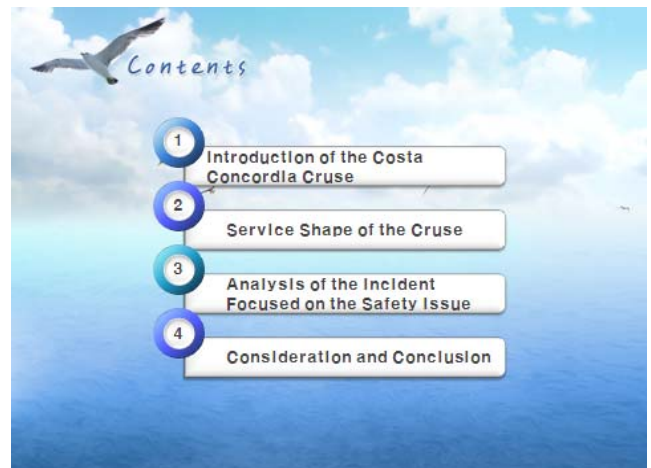 Contents
1
Introduction of the Costa
Concordia Cruse
2
Service Shape of the Cruse
3
Analysis of the Incident
Focused on the Safety Issue
4
Consideration and Conclusion